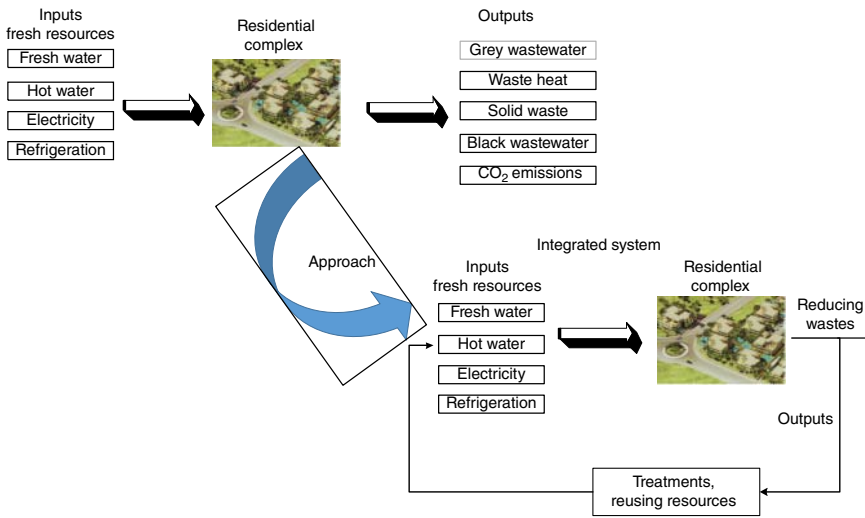 Inputs
fresh resources
Fresh water
Hot water
Electricity
Refrigeration
Residential
complex
Outputs
Grey wastewater
Waste heat
Solid waste
Black wastewater
CO₂ emissions
Approach
Integrated system
Inputs
fresh resources
Fresh water
Hot water
Electricity
Refrigeration
Residential
complex
Reducing
wastes
Outputs
Treatments,
reusing resources